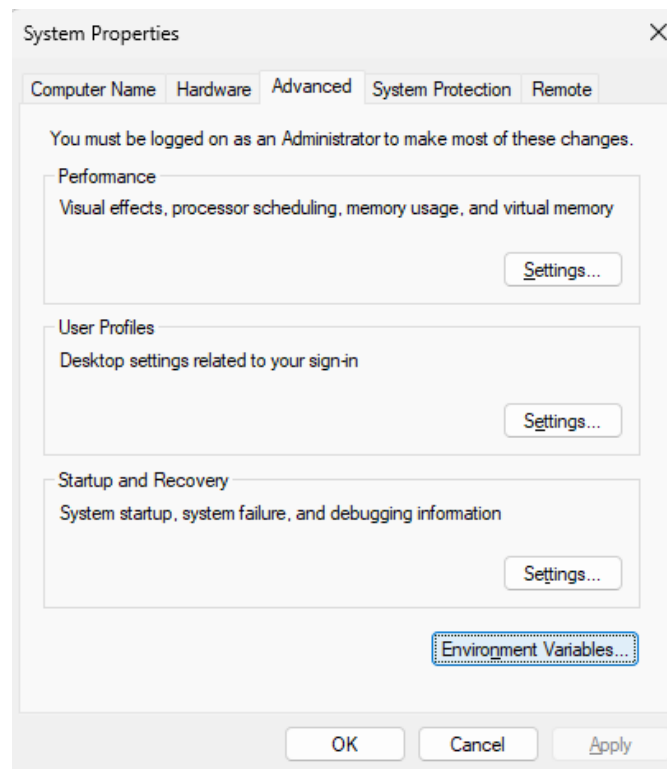 System Properties
Computer Name Hardware Advanced System Protection Remote
You must be logged on as an Administrator to make most of these changes.
Performance
Visual effects, processor scheduling, memory usage, and virtual memory
Settings...
User Profiles
Desktop settings related to your sign-in
Settings...
Startup and Recovery
System startup, system failure, and debugging information
Settings...
Environment Variables...
OK Cancel Apply